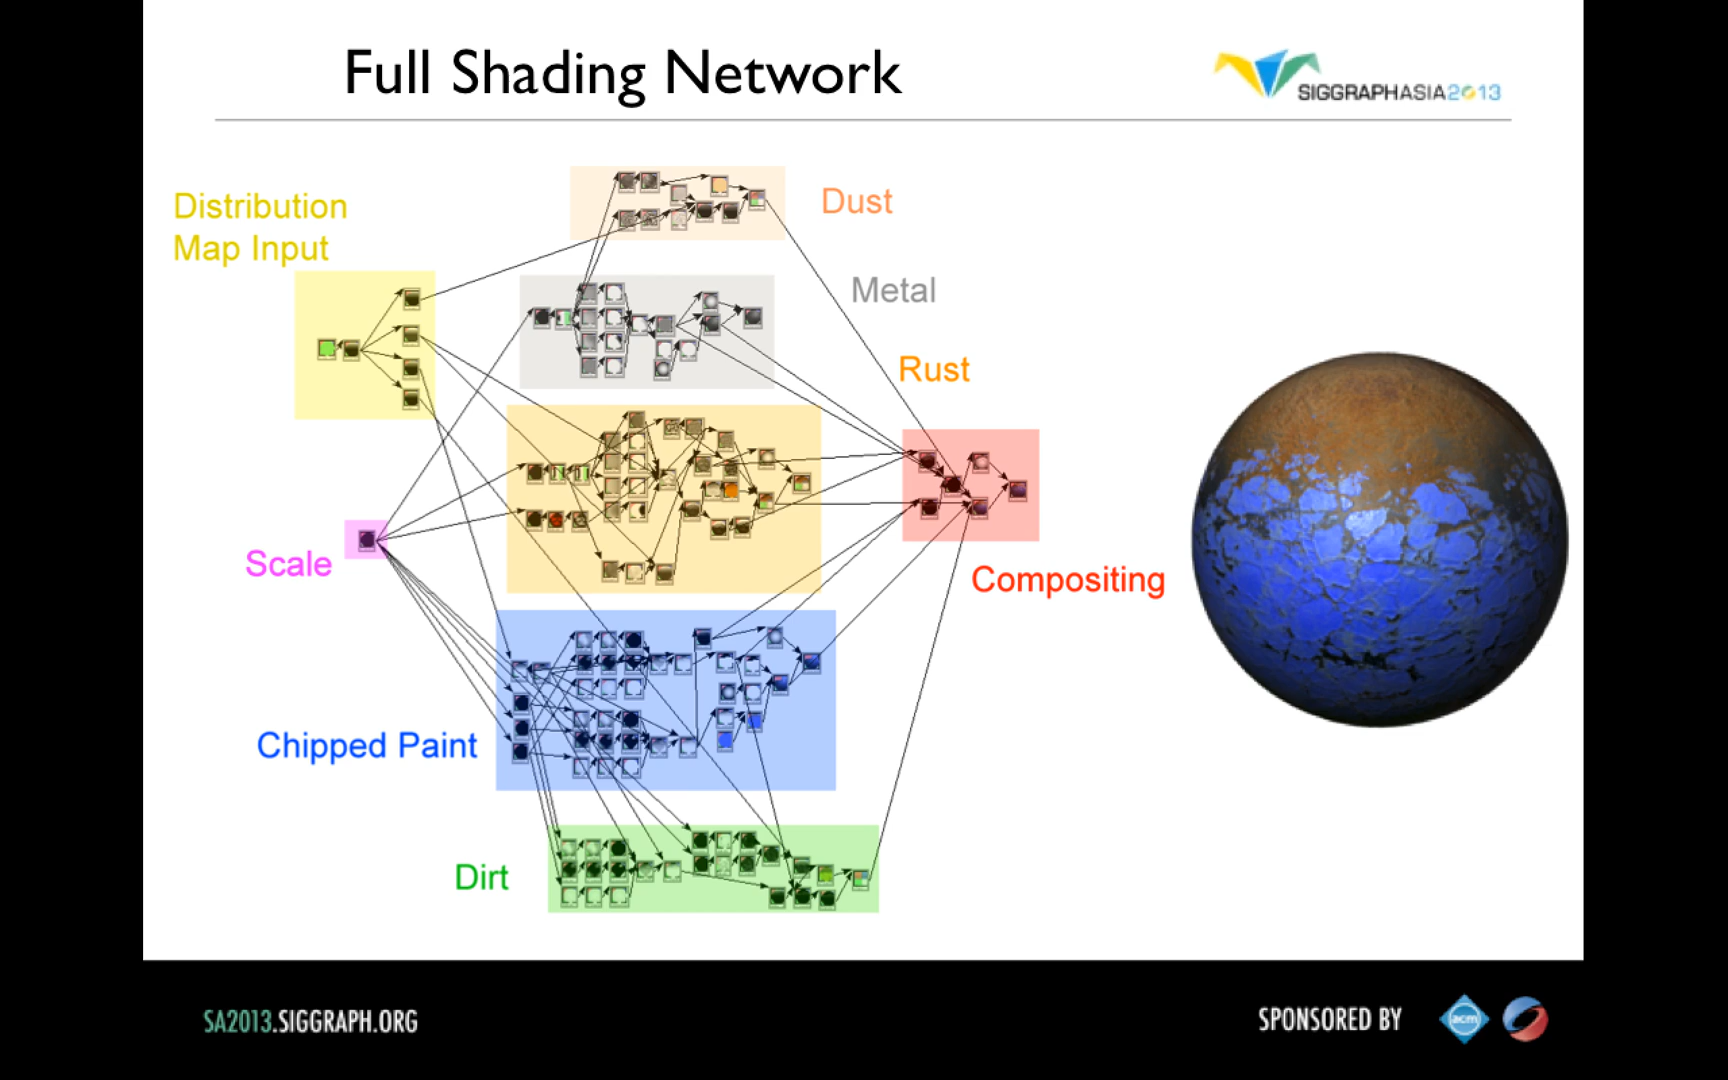 Full Shading Network
SIGGRAPHASIA2013
Distribution
Map Input
Dust
Metal
Rust
Scale
Compositing
Chipped Paint
Dirt
SA2013.SIGGRAPH.ORG
SPONSORED BY
acm